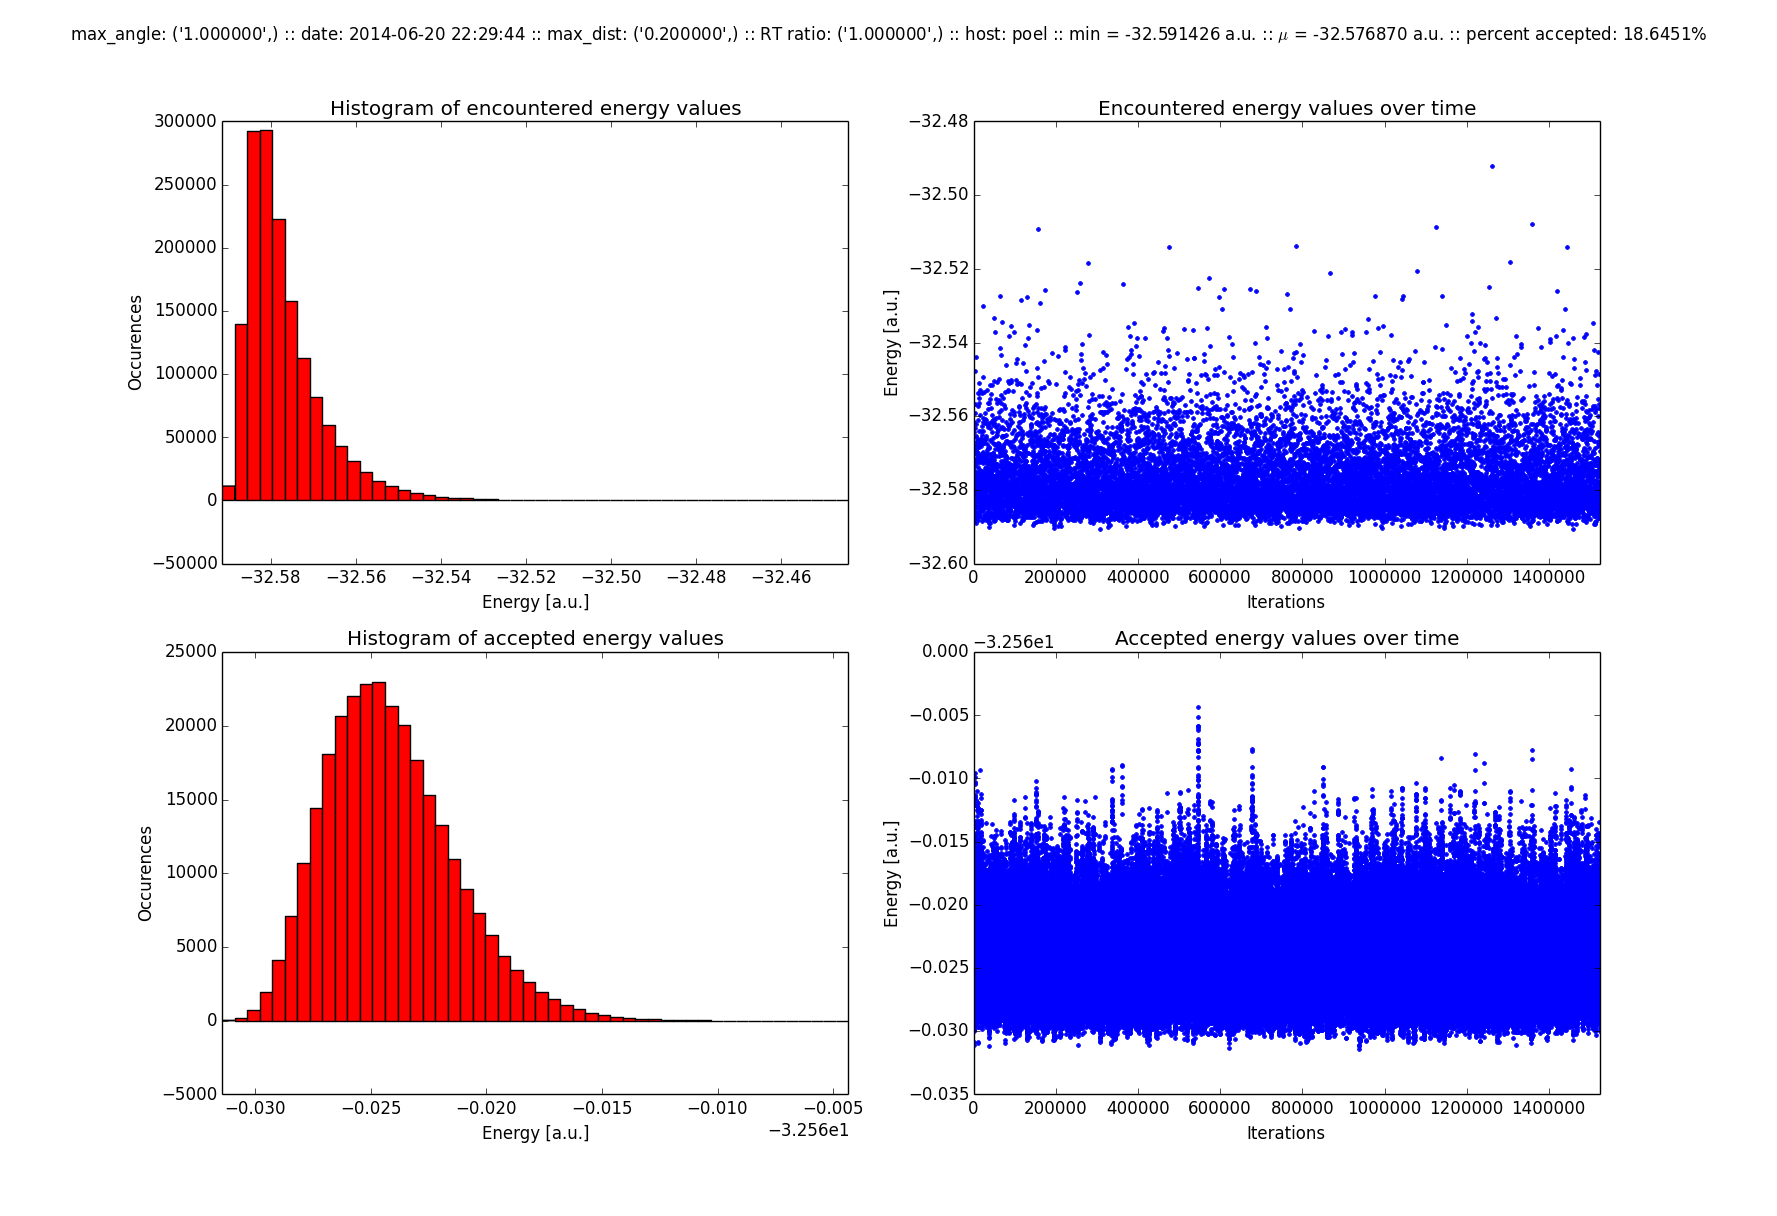 max_angle: ('1.000000',) :: date: 2014-06-20 22:29:44 :: max_dist: ('0.200000',) :: RT ratio: ('1.000000',) :: host: poel :: min = -32.591426 a.u. :: μ = -32.576870 a.u. :: percent accepted: 18.6451%
Histogram of encountered energy values
300000
250000
200000
150000
100000
50000
0
−50000
Occurences
−32.58 −32.56 −32.54 −32.52 −32.50 −32.48 −32.46
Energy [a.u.]
Encountered energy values over time
−32.48
−32.50
−32.52
−32.54
−32.56
−32.58
−32.60
Energy [a.u.]
0 200000 400000 600000 800000 1000000 1200000 1400000
Iterations
Histogram of accepted energy values
25000
20000
15000
10000
5000
0
−5000
Occurences
−0.030 −0.025 −0.020 −0.015 −0.010 −0.005
−3.256e1
Energy [a.u.]
Accepted energy values over time
−3.256e1
0.000
−0.005
−0.010
−0.015
−0.020
−0.025
−0.030
−0.035
Energy [a.u.]
0 200000 400000 600000 800000 1000000 1200000 1400000
Iterations